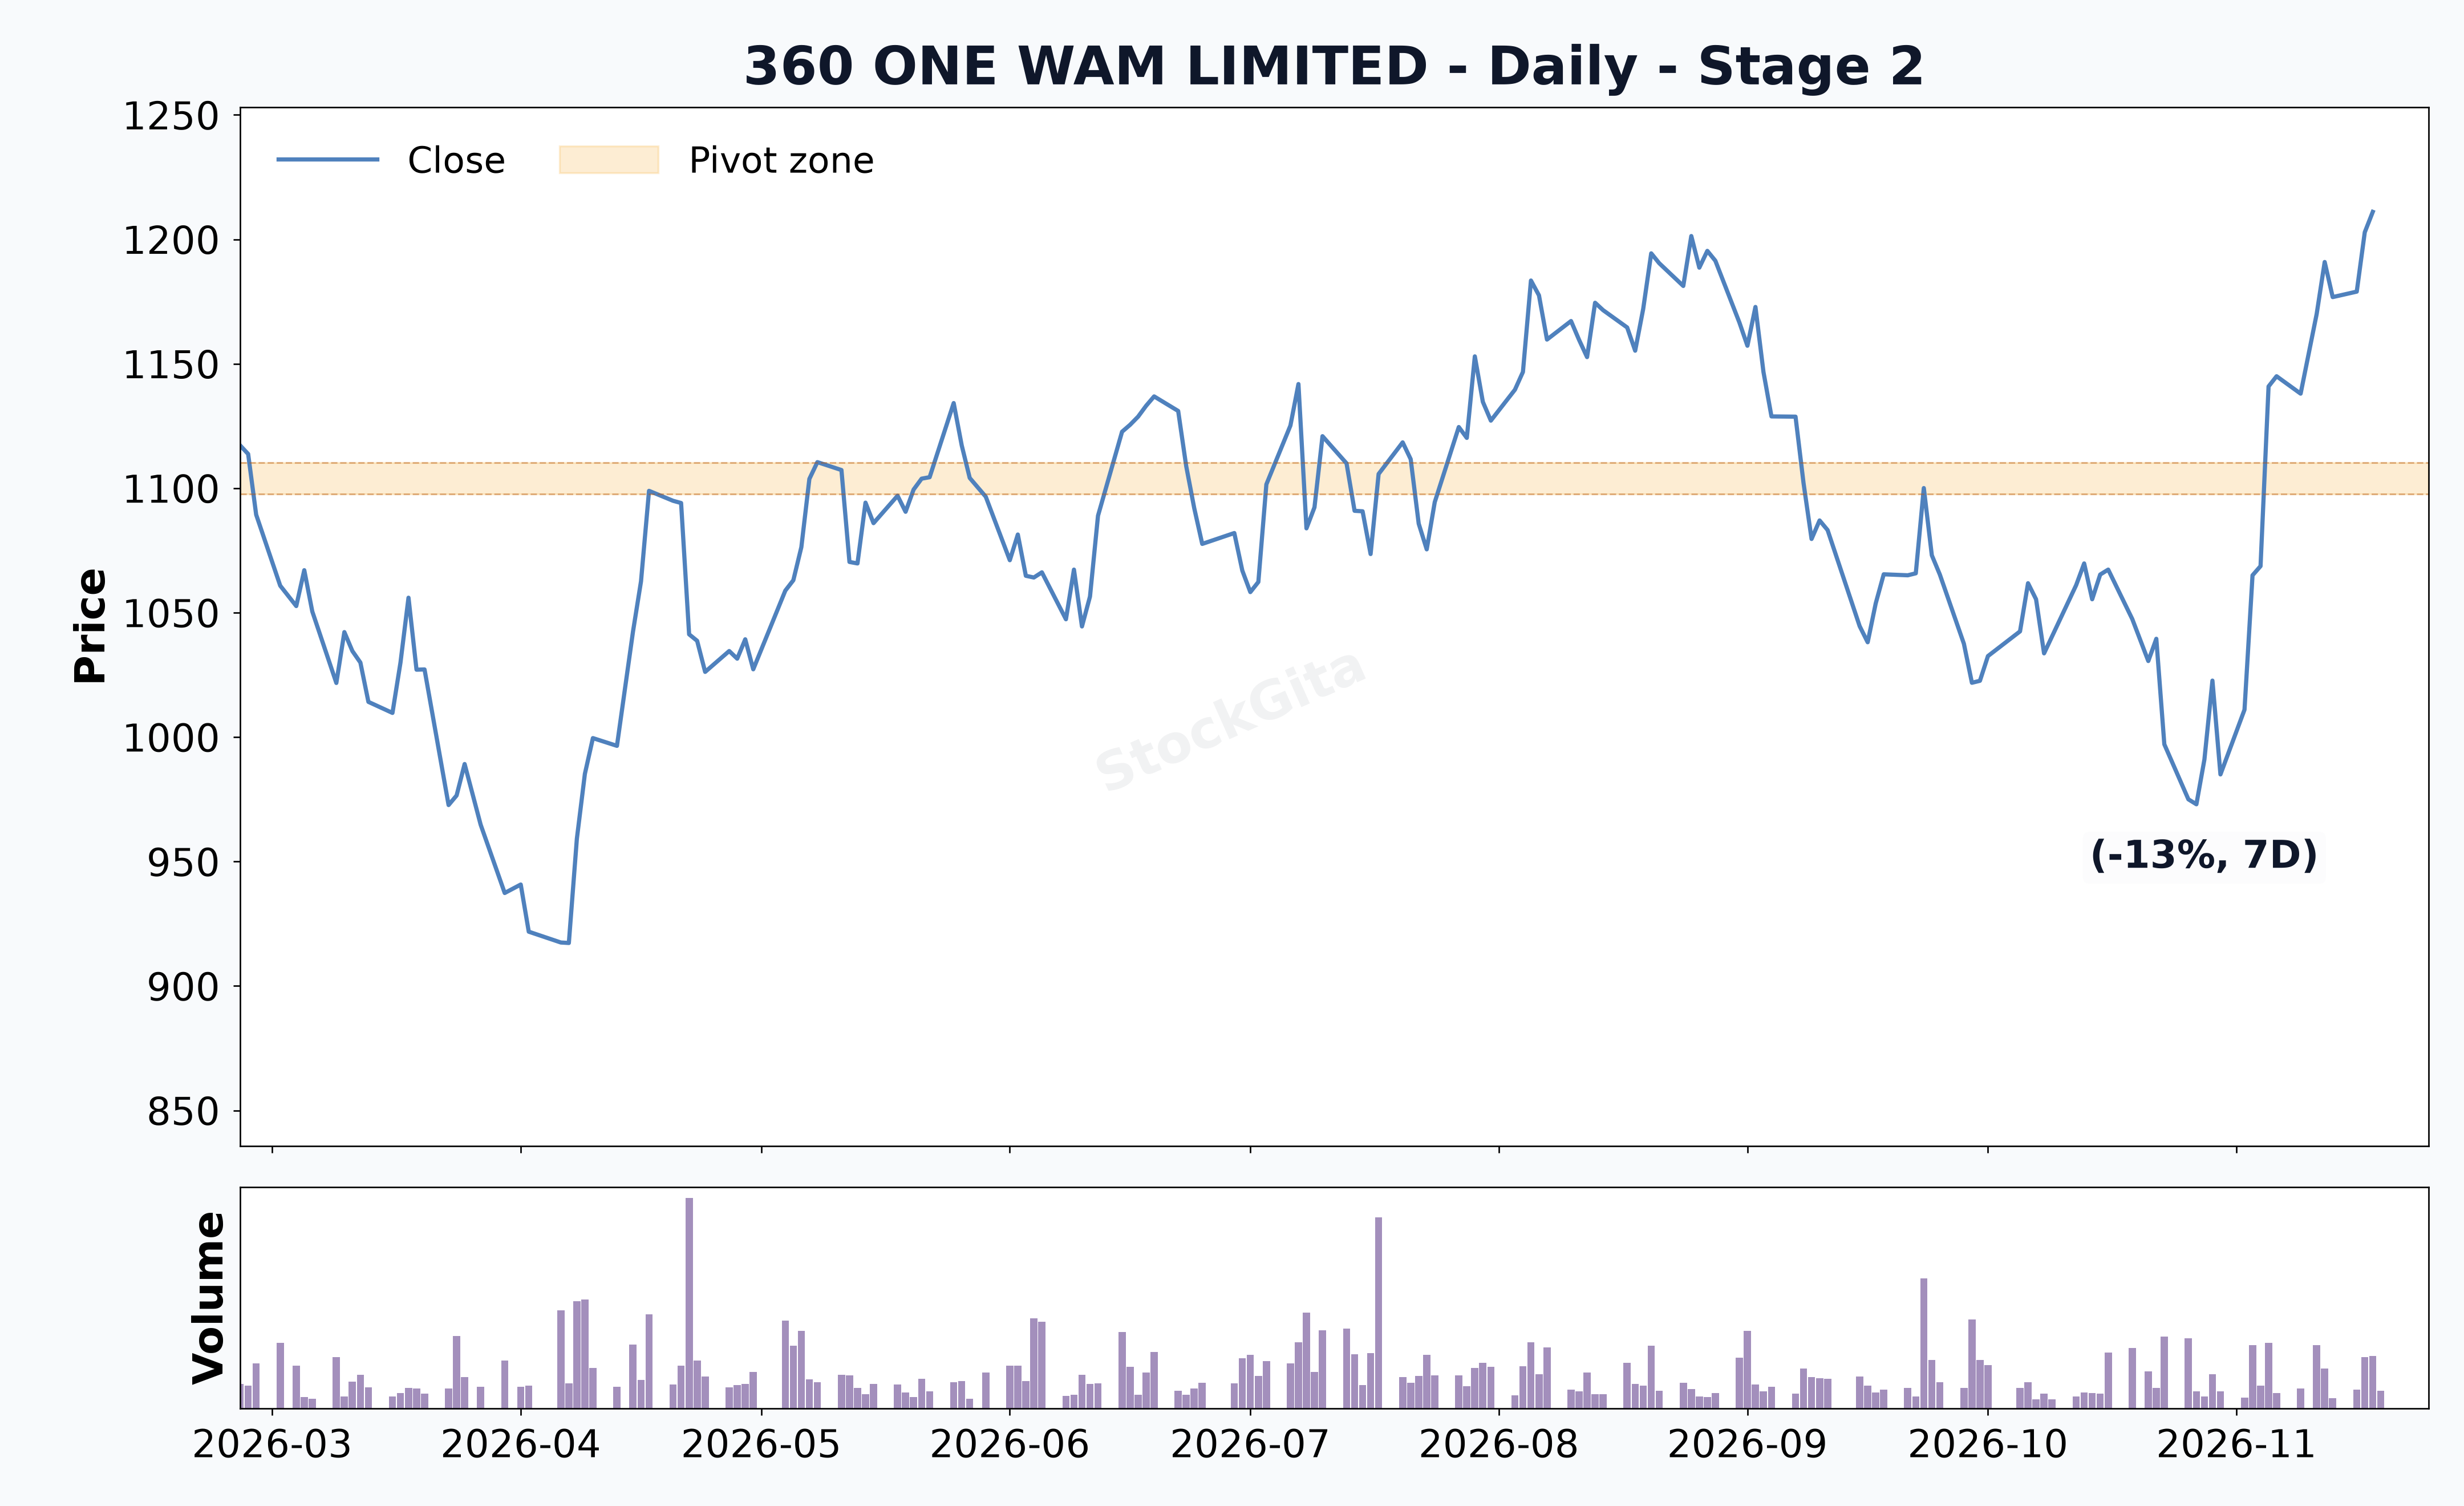 360 ONE WAM LIMITED - Daily - Stage 2
Close
Pivot zone
Price
1250
1200
1150
1100
1050
1000
950
900
850
StockGita
(-13%, 7D)
Volume
2026-03
2026-04
2026-05
2026-06
2026-07
2026-08
2026-09
2026-10
2026-11